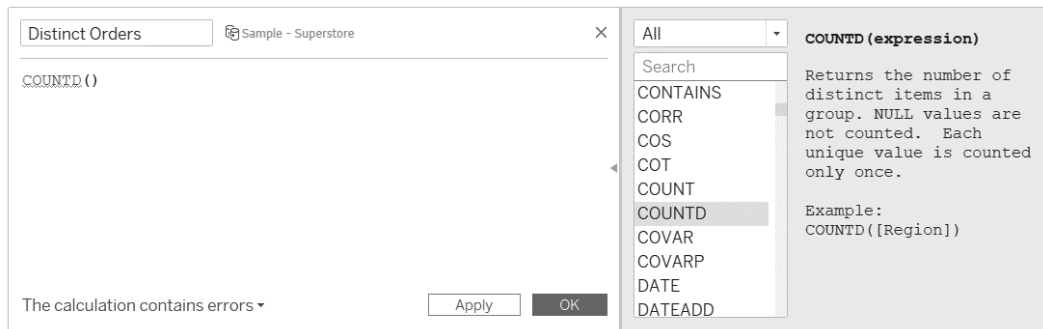 Distinct Orders
Sample - Superstore
COUNTD()
The calculation contains errors
Apply
OK
All
Search
CONTAINS
CORR
COS
COT
COUNT
COUNTD
COVAR
COVARP
DATE
DATEADD
COUNTD(expression)
Returns the number of
distinct items in a
group. NULL values are
not counted. Each
unique value is counted
only once.
Example:
COUNTD([Region])